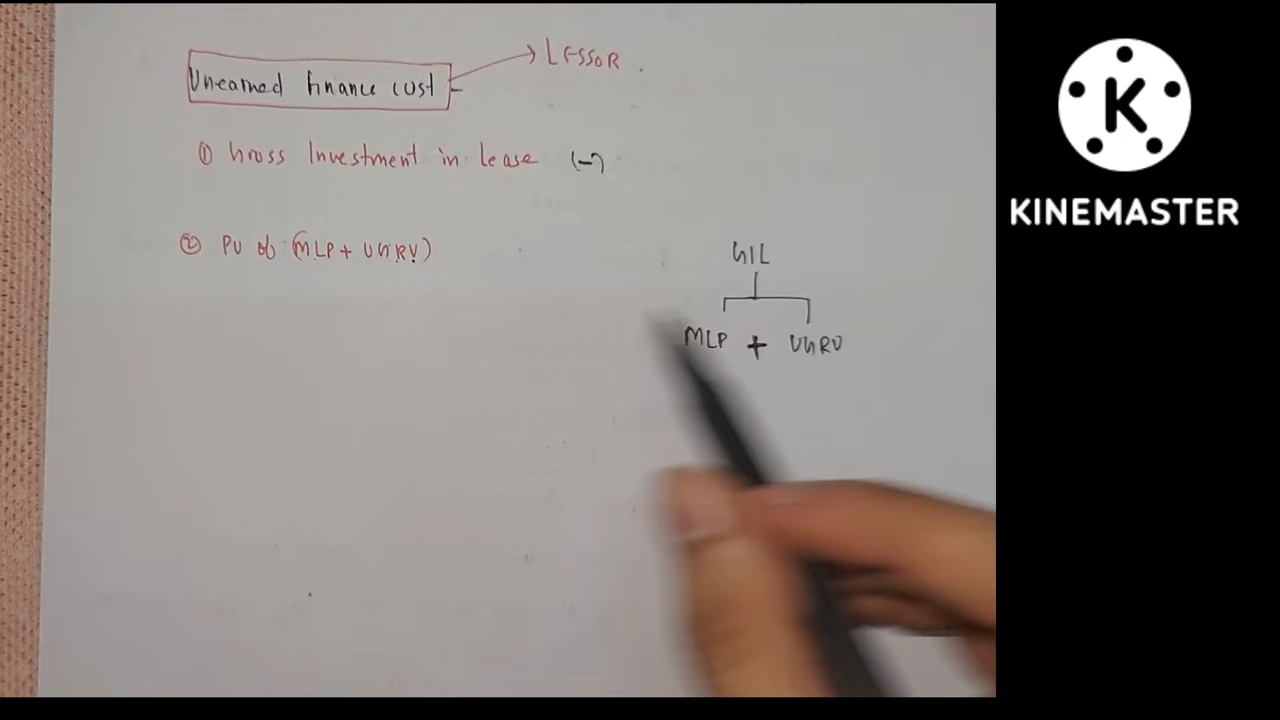 Unearned finance cost
LESSOR
① Gross Investment in Lease (-)
② PV of (MLP + UGRV)
GIL
MLP + UGRV
K
KINEMASTER